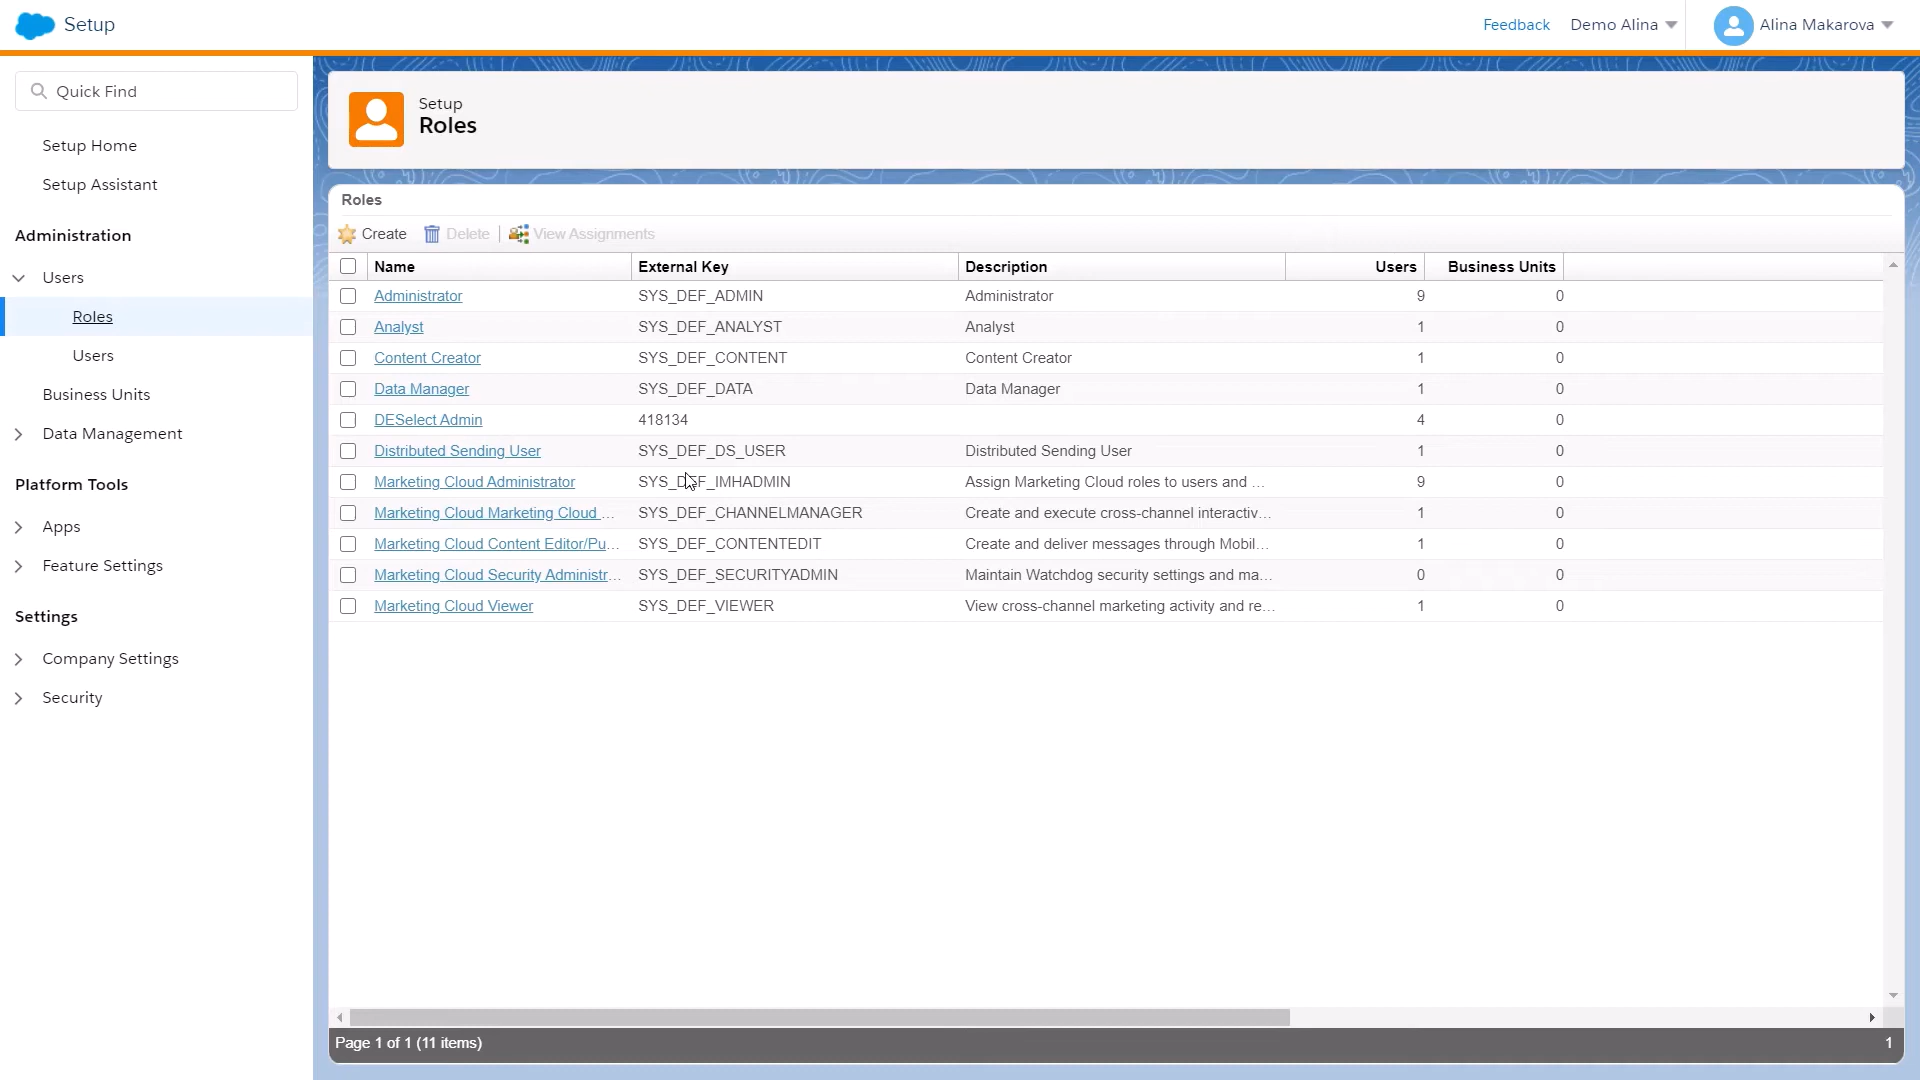 Setup
Feedback
Demo Alina
Alina Makarova
Quick Find
Setup Home
Setup Assistant
Administration
Users
Roles
Users
Business Units
Data Management
Platform Tools
Apps
Feature Settings
Settings
Company Settings
Security
Setup
Roles
Roles
Create Delete View Assignments
Name External Key Description Users Business Units
Administrator SYS_DEF_ADMIN Administrator 9 0
Analyst SYS_DEF_ANALYST Analyst 1 0
Content Creator SYS_DEF_CONTENT Content Creator 1 0
Data Manager SYS_DEF_DATA Data Manager 1 0
DESelect Admin 418134 4 0
Distributed Sending User SYS_DEF_DS_USER Distributed Sending User 1 0
Marketing Cloud Administrator SYS_DEF_IMHADMIN Assign Marketing Cloud roles to users and ... 9 0
Marketing Cloud Marketing Cloud ... SYS_DEF_CHANNELMANAGER Create and execute cross-channel interactiv... 1 0
Marketing Cloud Content Editor/Pu... SYS_DEF_CONTENTEDIT Create and deliver messages through Mobil... 1 0
Marketing Cloud Security Administr... SYS_DEF_SECURITYADMIN Maintain Watchdog security settings and ma... 0 0
Marketing Cloud Viewer SYS_DEF_VIEWER View cross-channel marketing activity and re... 1 0
Page 1 of 1 (11 items) 1